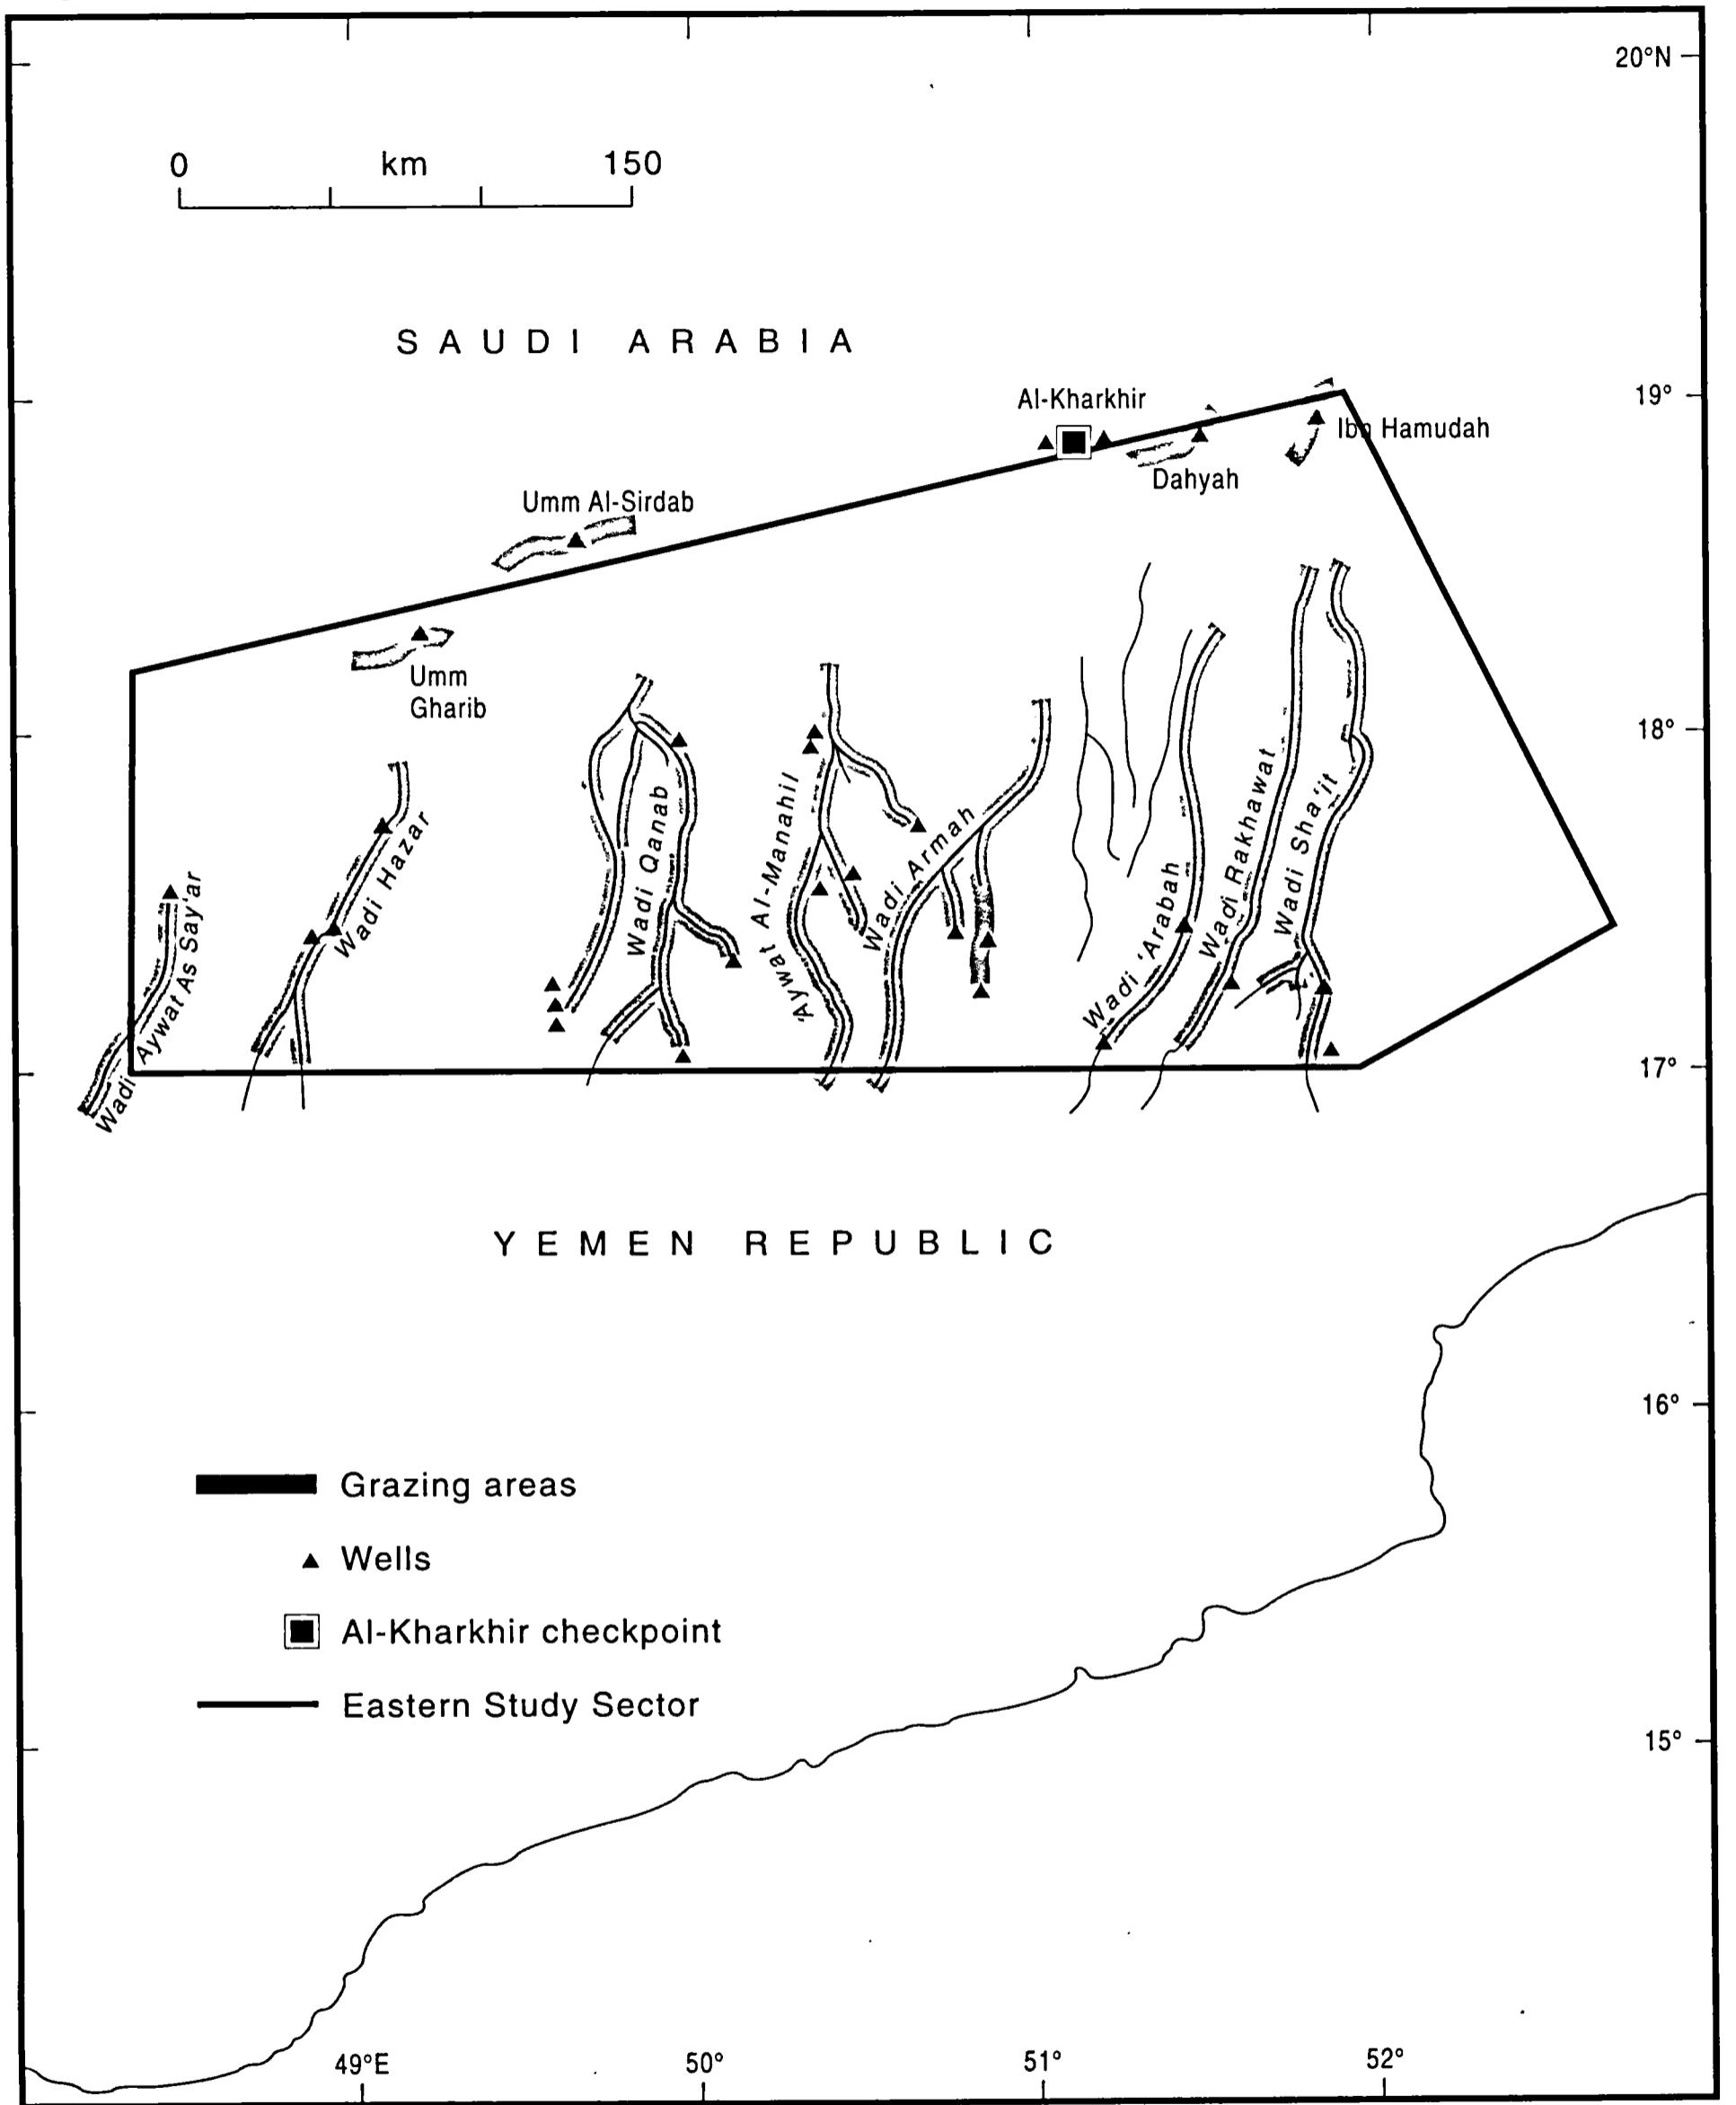 20°N
0 km 150
SAUDI ARABIA
19°
Al-Kharkhir
Ibn Hamudah
Dahyah
Umm Al-Sirdab
Umm
Gharib
18°
Wadi Aywat As Say'ar
Wadi Hazar
Wadi Qanab
'Aywat Al-Manahil
Wadi Armah
Wadi 'Arabah
Wadi Rakhawat
Wadi Sha'it
17°
YEMEN REPUBLIC
16°
Grazing areas
Wells
Al-Kharkhir checkpoint
Eastern Study Sector
15°
49°E 50° 51° 52°